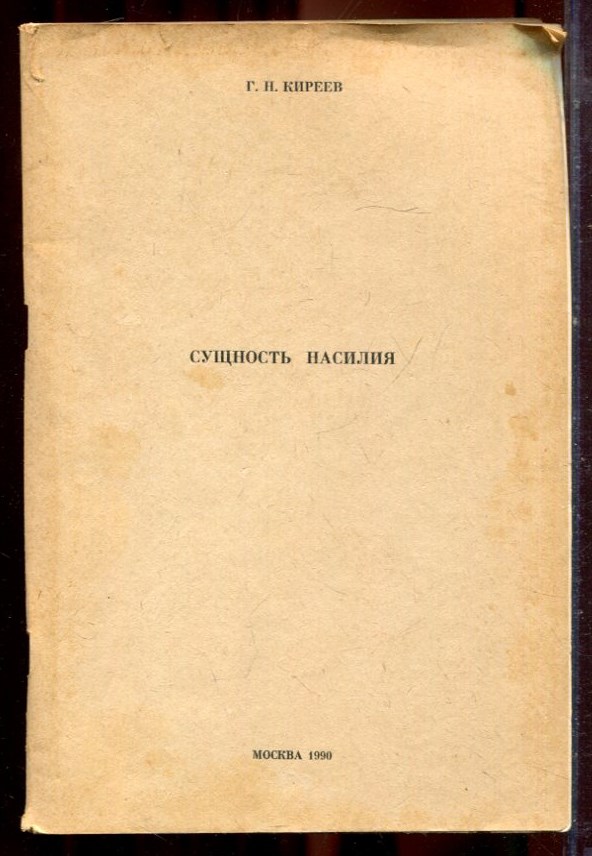 Г. Н. КИРЕЕВ
СУЩНОСТЬ НАСИЛИЯ
МОСКВА 1990